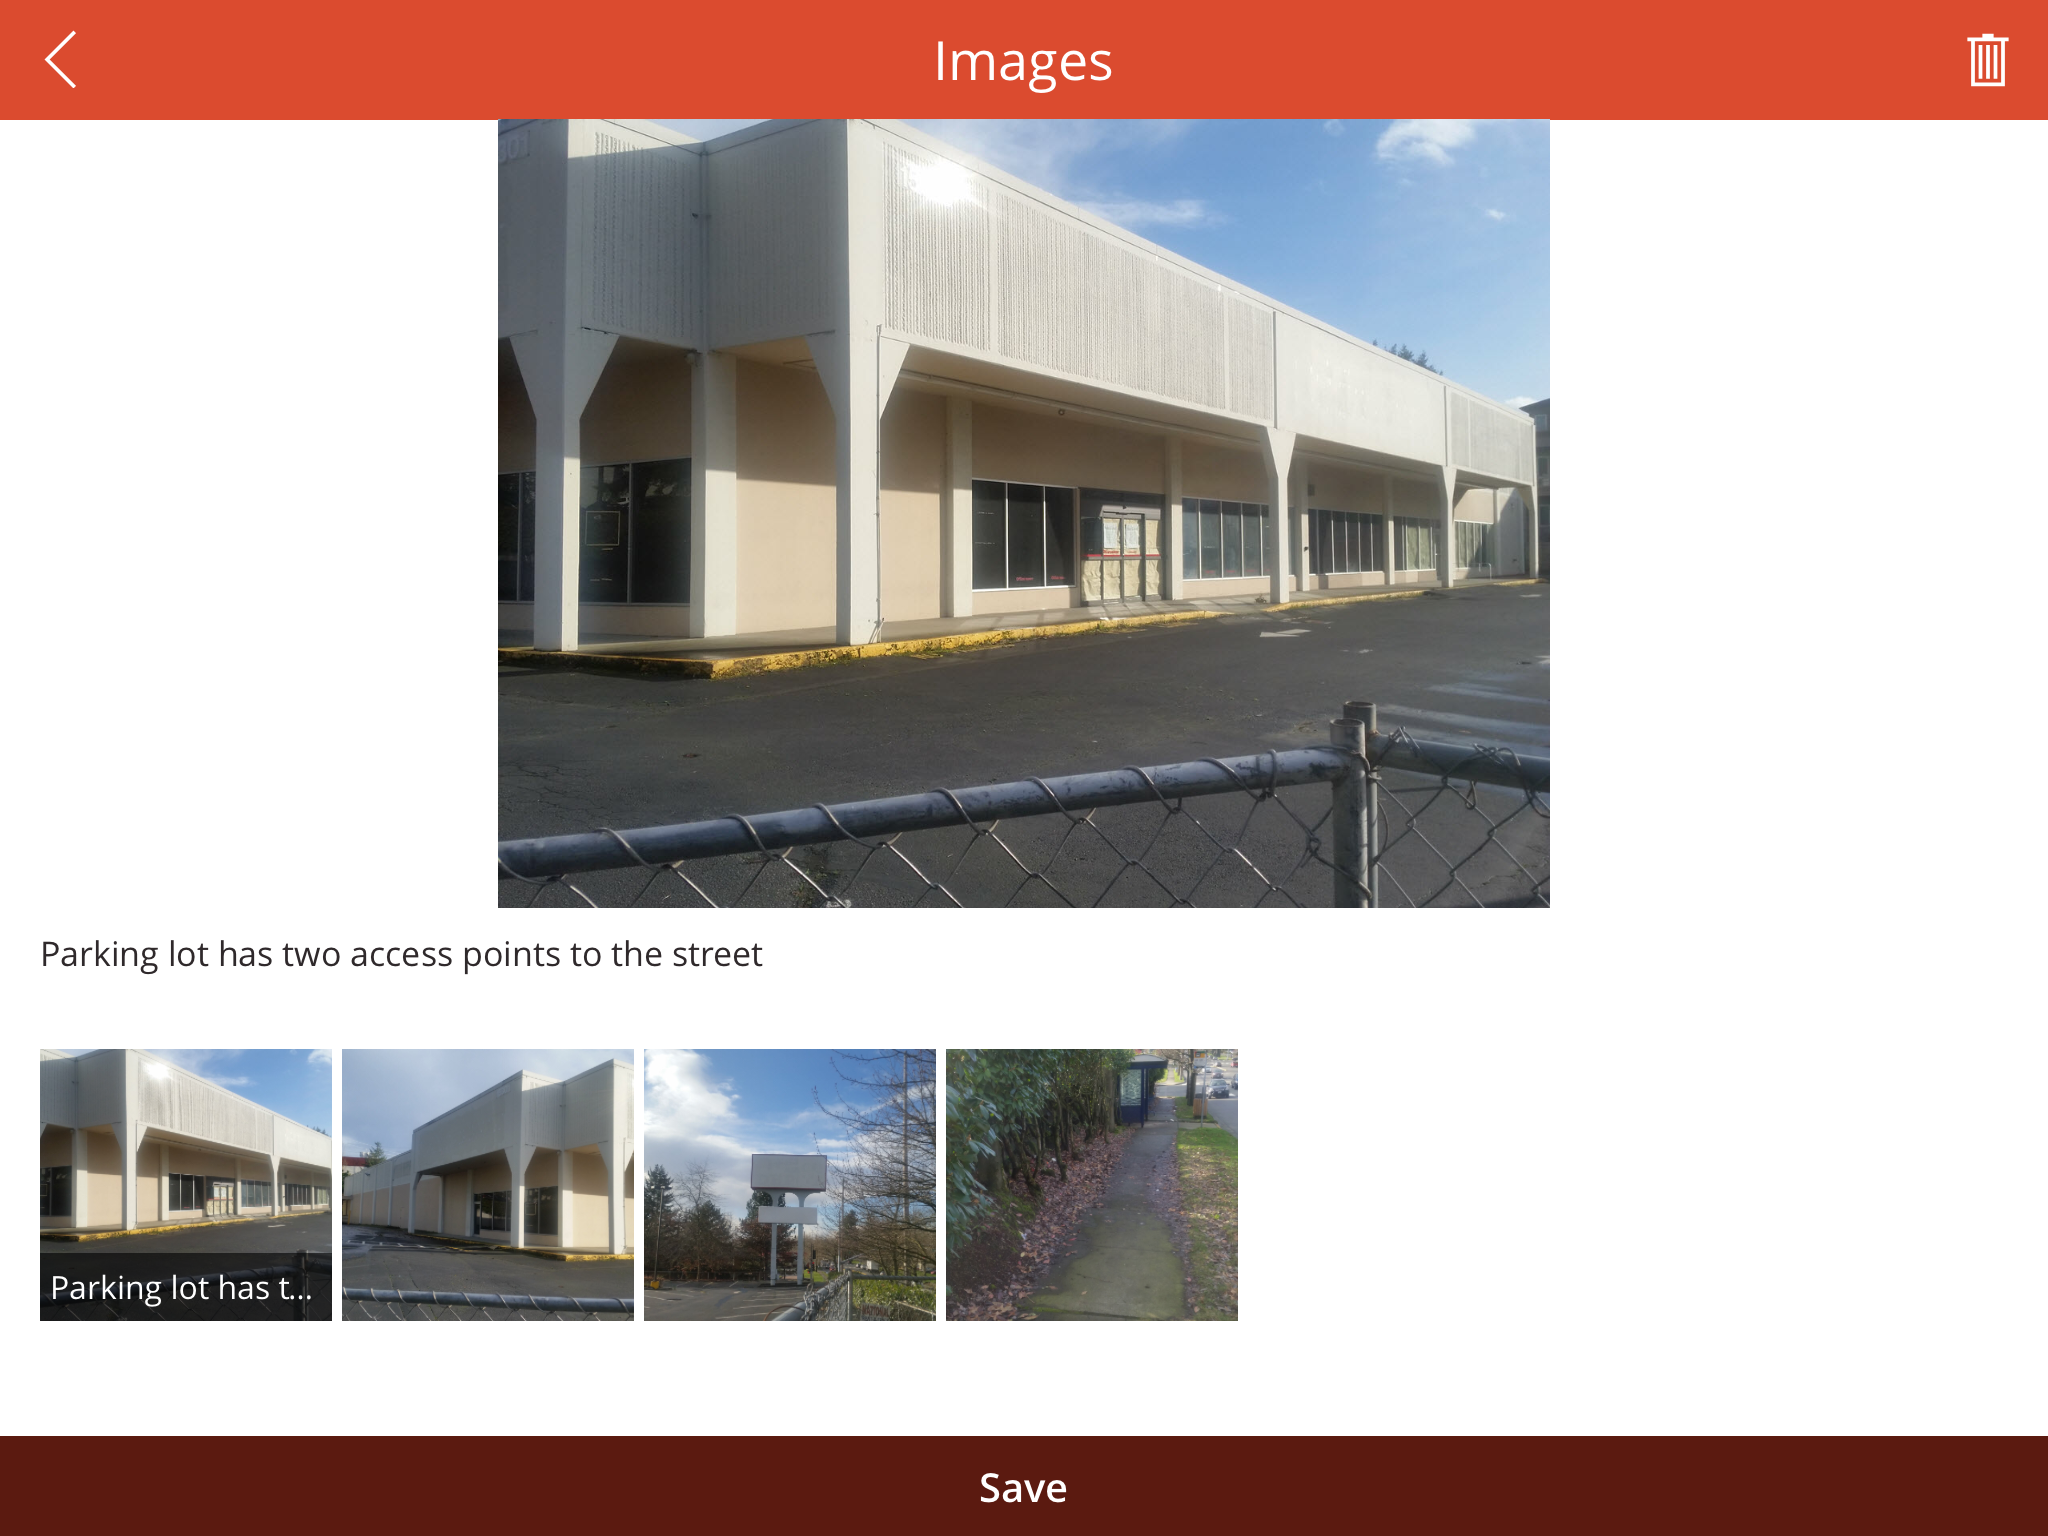 Images
Parking lot has two access points to the street
Parking lot has t...
Save